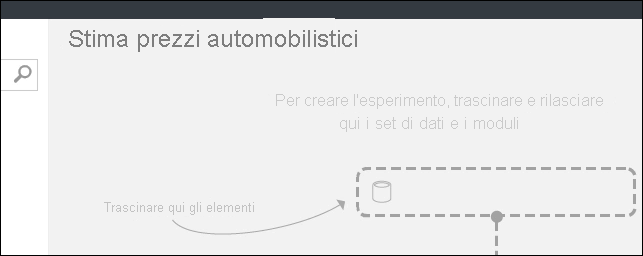 Stima prezzi automobilistici
Per creare l'esperimento, trascinare e rilasciare
qui i set di dati e i moduli
Trascinare qui gli elementi